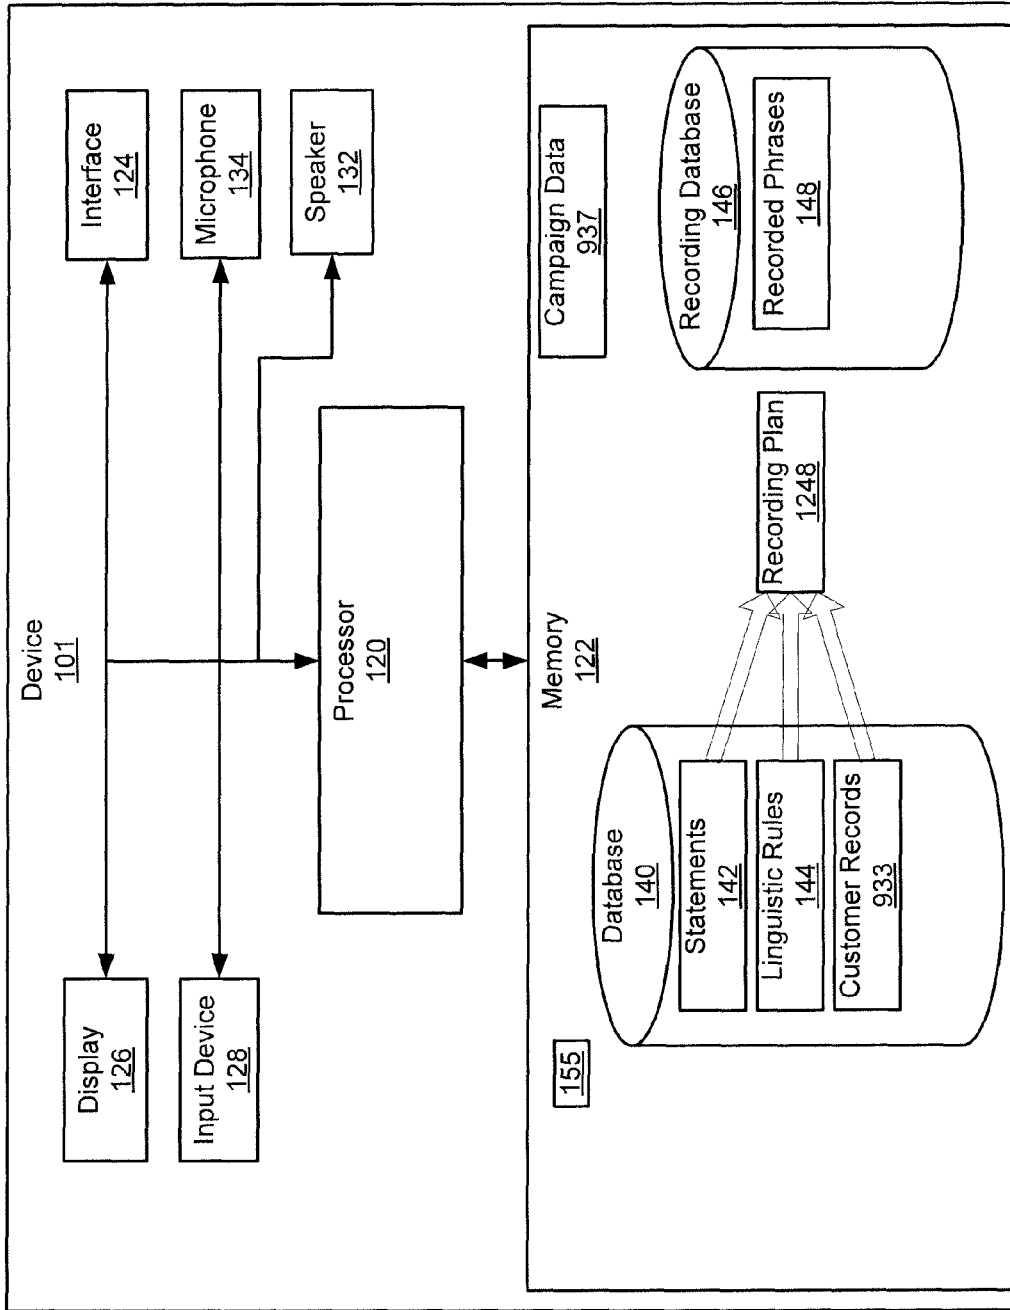 Device
101
Display
126
Interface
124
Input Device
128
Microphone
134
Speaker
132
Processor
120
Memory
122
155
Campaign Data
937
Database
140
Statements
142
Linguistic Rules
144
Customer Records
933
Recording Plan
1248
Recording Database
146
Recorded Phrases
148